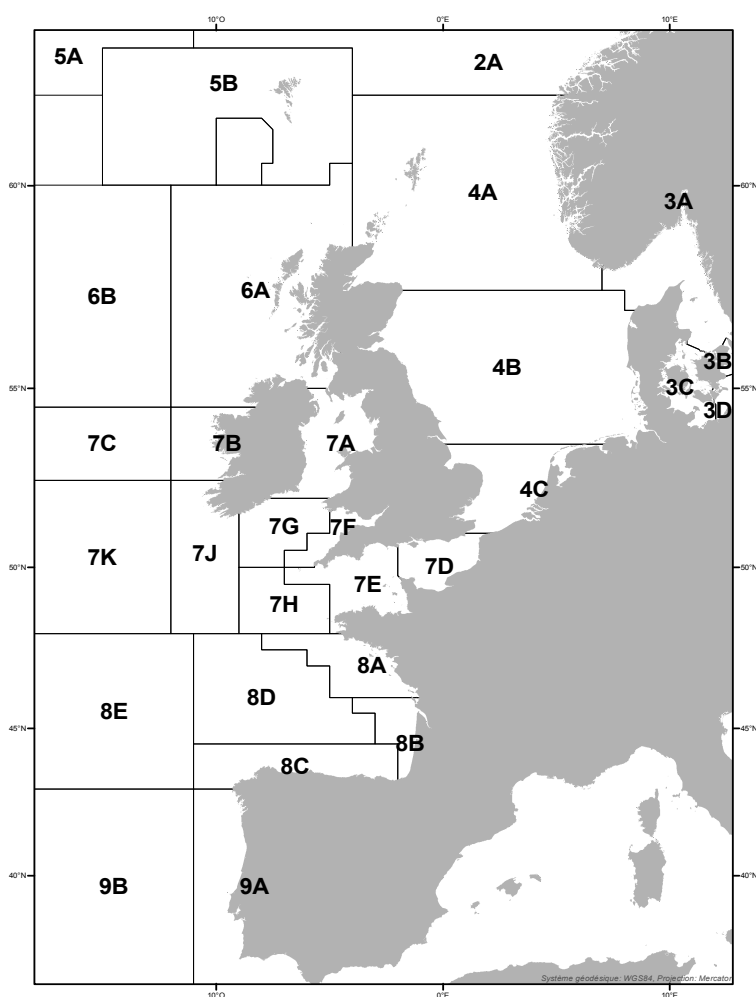 10°O 0°E 10°E
5A
2A
5B
60°N 4A 60°N
3A
6A
6B
3B
4B
55°N 3C 55°N
3D
7C 7B 7A
4C
7G 7F
7K 7J
50°N 7D 50°N
7E
7H
8A
8D
8E
45°N 45°N
8B
8C
40°N 40°N
9B 9A
Système géodésique: WGS84, Projection: Mercator
10°O 0°E 10°E